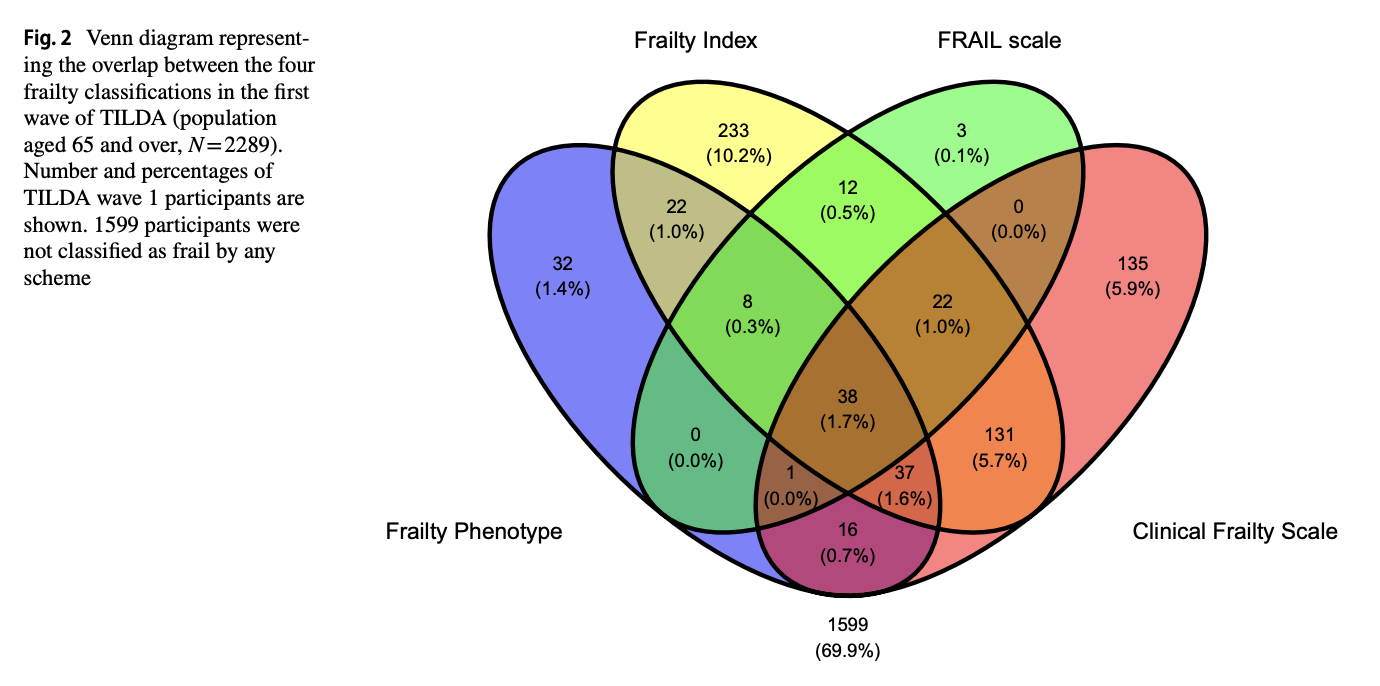 Fig. 2 Venn diagram represent-
ing the overlap between the four
frailty classifications in the first
wave of TILDA (population
aged 65 and over, N=2289).
Number and percentages of
TILDA wave 1 participants are
shown. 1599 participants were
not classified as frail by any
scheme
Frailty Index
FRAIL scale
233
(10.2%)
3
(0.1%)
12
(0.5%)
22
(1.0%)
0
(0.0%)
32
(1.4%)
135
(5.9%)
8
(0.3%)
22
(1.0%)
38
(1.7%)
0
(0.0%)
131
(5.7%)
1
(0.0%)
37
(1.6%)
Frailty Phenotype
16
(0.7%)
Clinical Frailty Scale
1599
(69.9%)